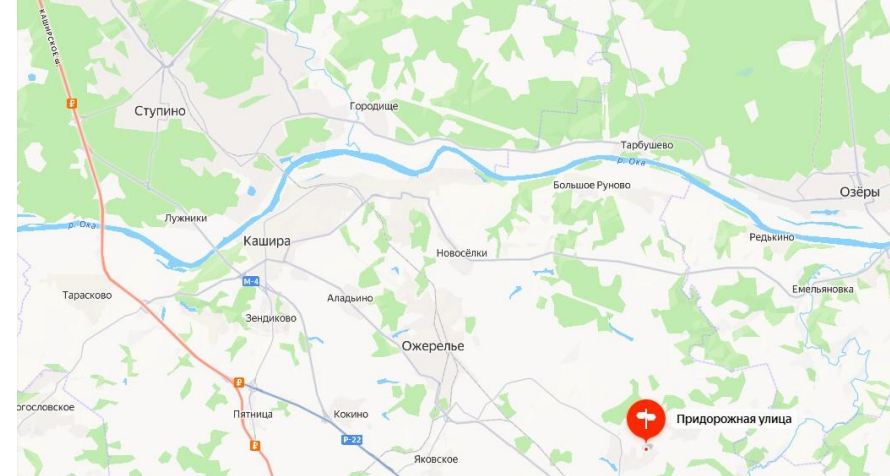 КАШИРСКОЕ Ш.
Ступино
Городище
Тарбушево
р. Ока
Большое Руново
Озёры
Лужники
р. Ока
Кашира
Новосёлки
Редькино
М-4
Тарасково
Аладьино
Емельяновка
Зендиково
Ожерелье
огословское
Пятница
Кокино
Придорожная улица
Р-22
Яковское